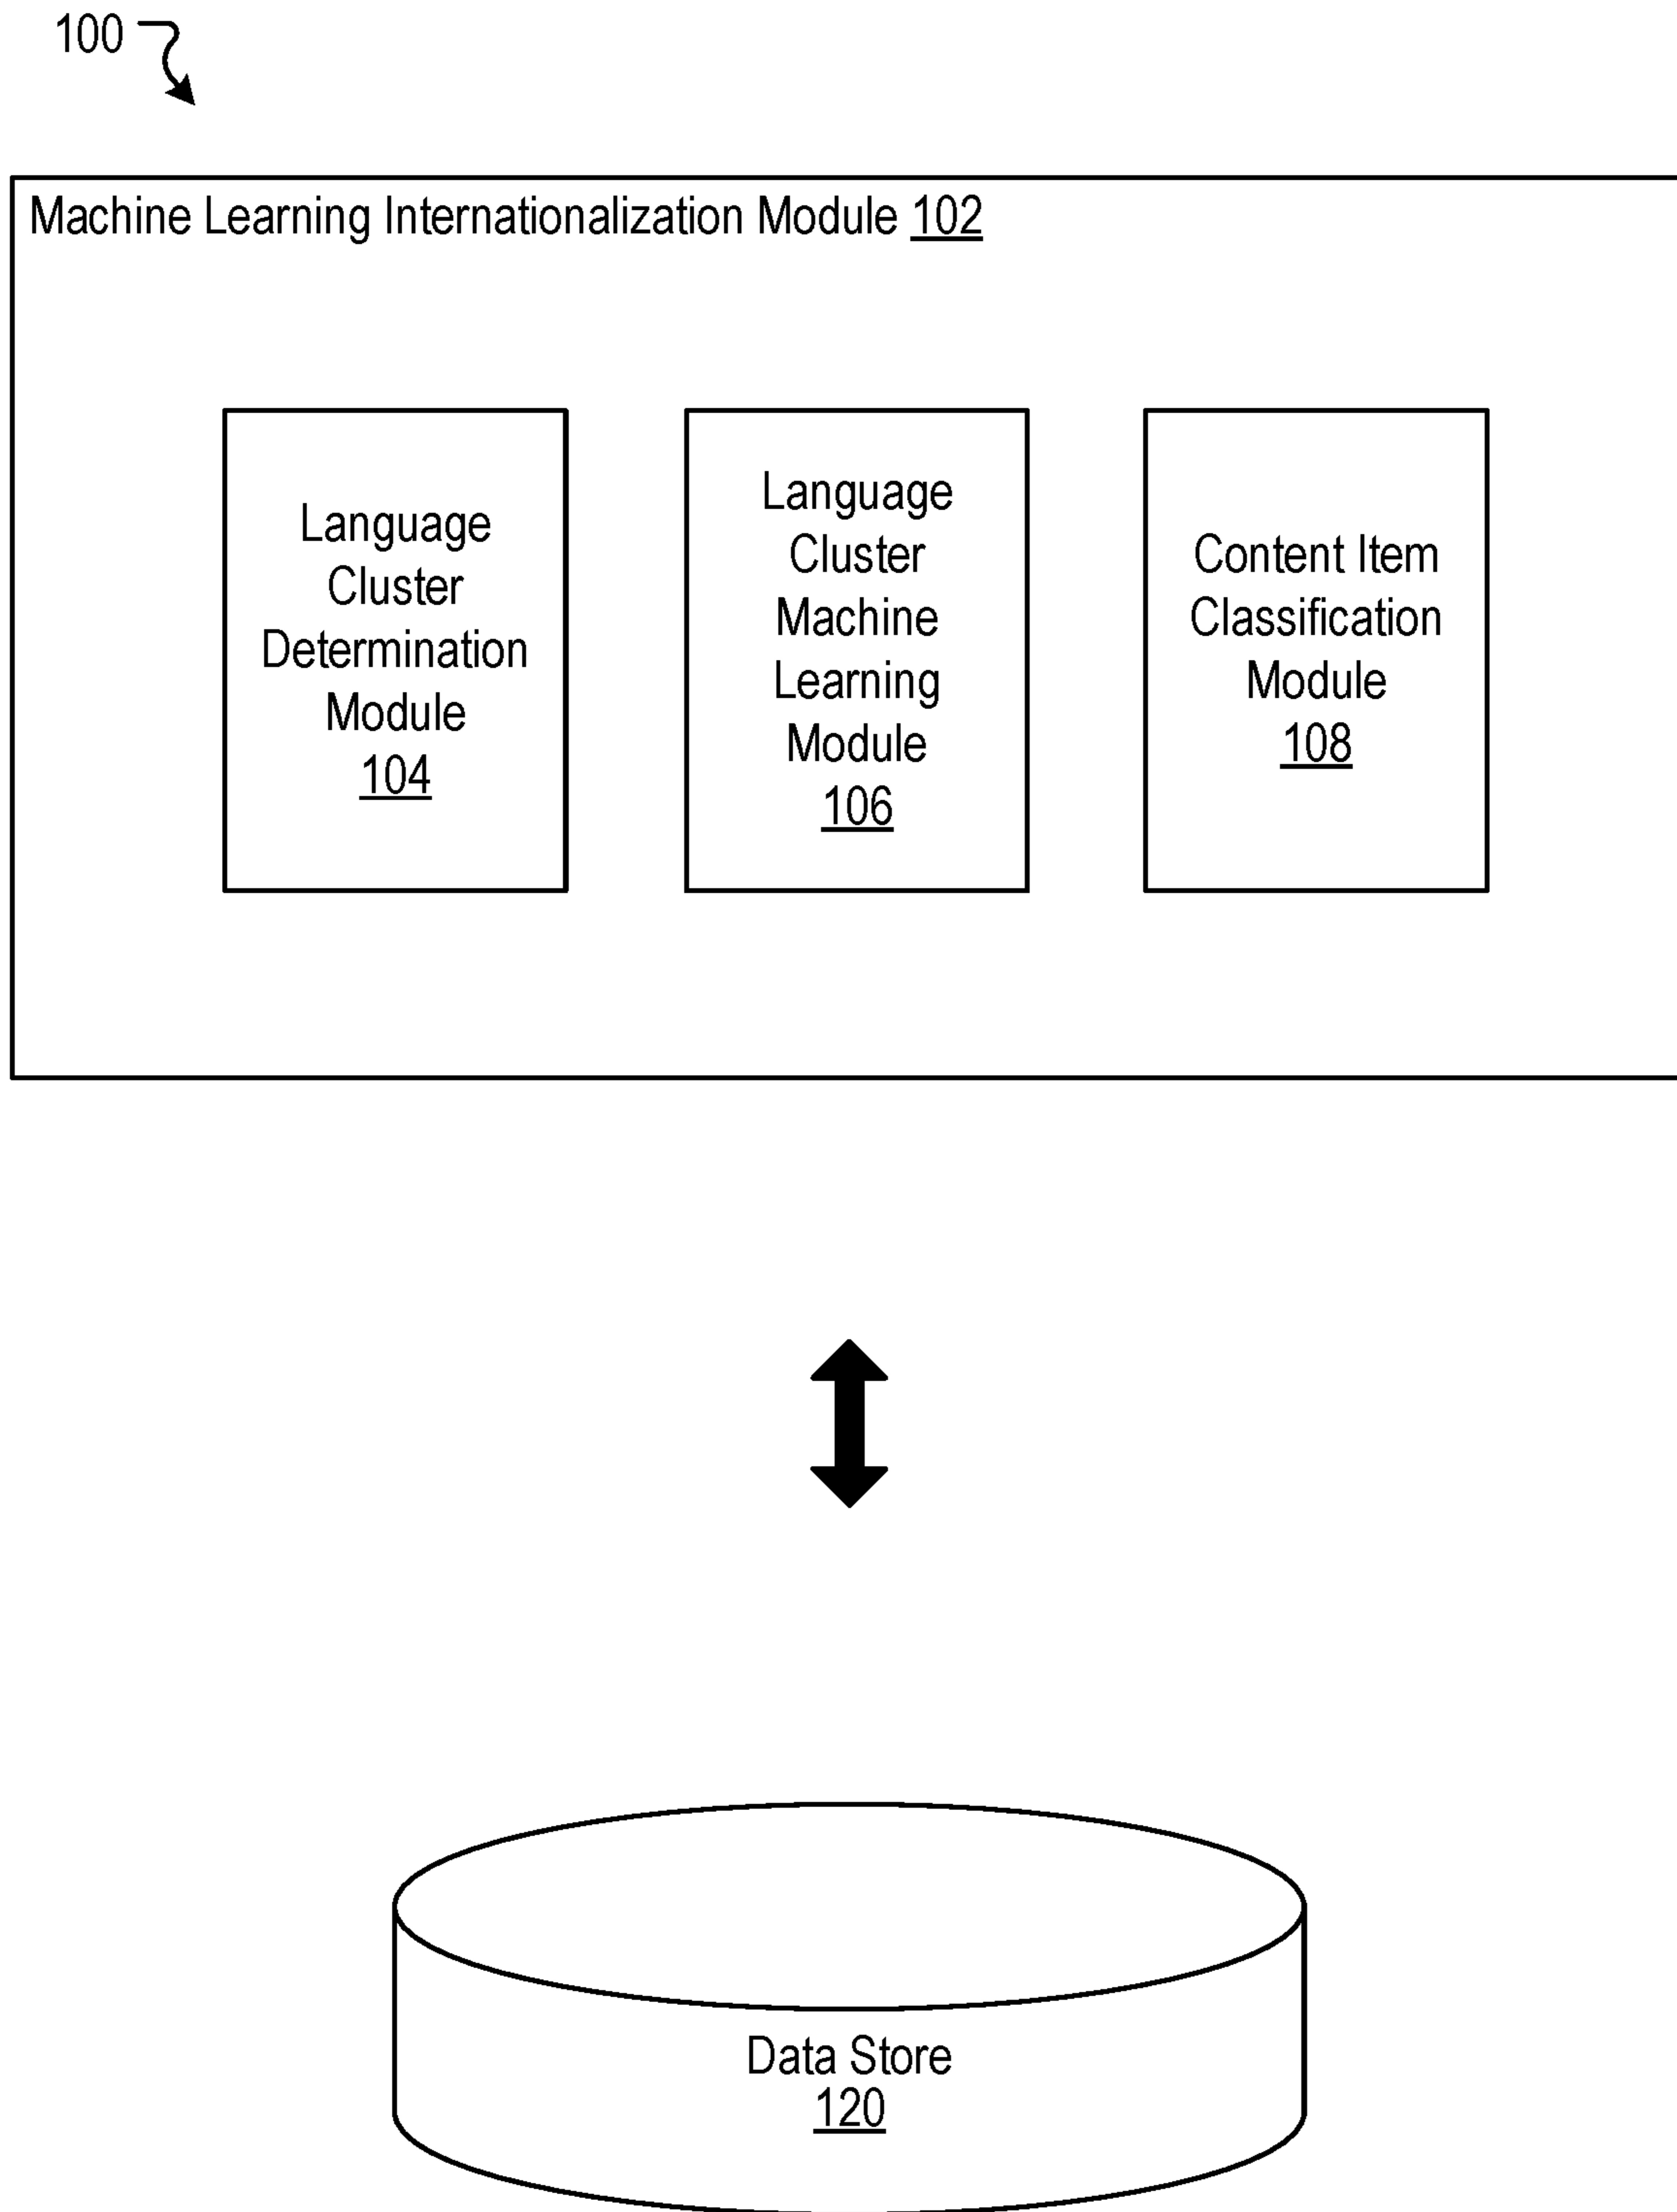 100
Machine Learning Internationalization Module 102
Language
Cluster
Determination
Module
104
Language
Cluster
Machine
Learning
Module
106
Content Item
Classification
Module
108
Data Store
120